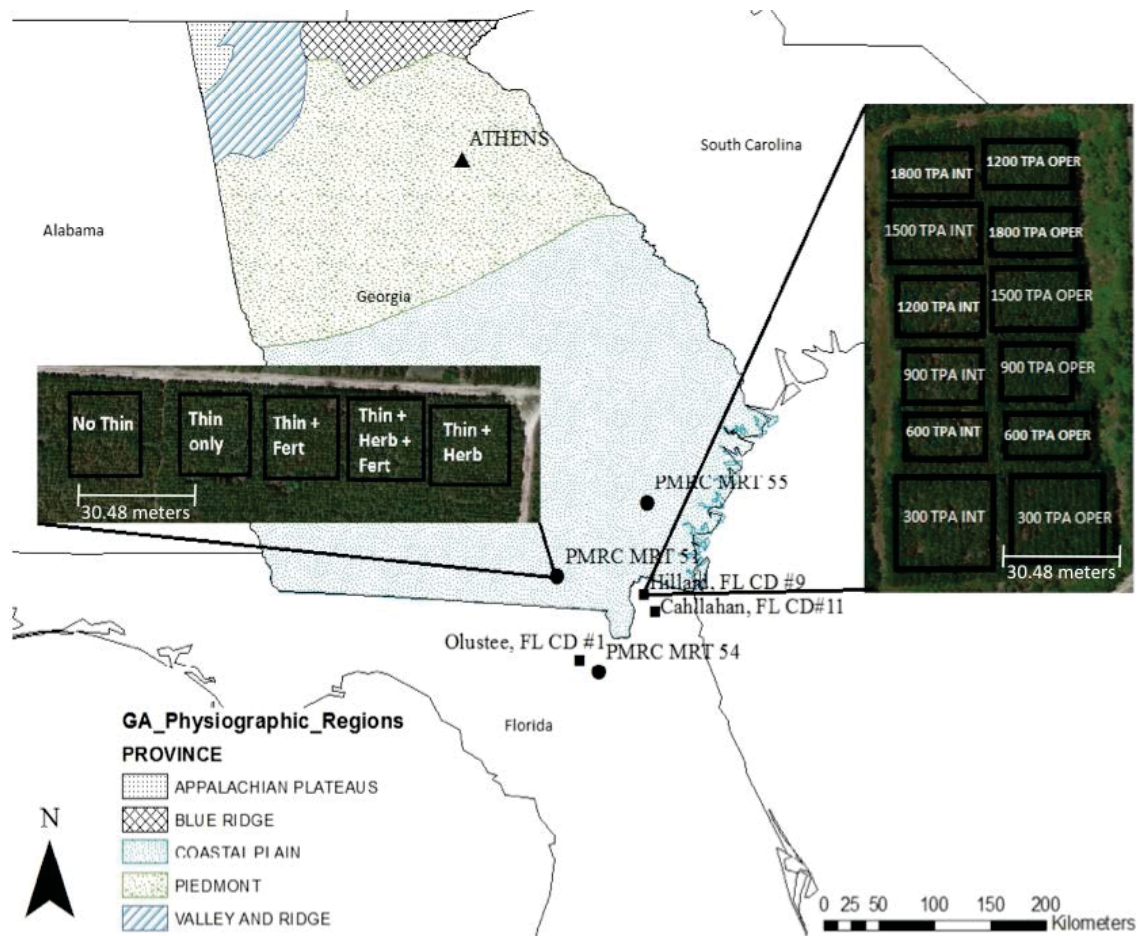 ATHENS
South Carolina
Alabama
Georgia
1800 TPA INT
1200 TPA OPER
1500 TPA INT
1800 TPA OPER
1200 TPA INT
1500 TPA OPER
900 TPA INT
900 TPA OPER
600 TPA INT
600 TPA OPER
300 TPA INT
300 TPA OPER
30.48 meters
No Thin
Thin
only
Thin +
Fert
Thin +
Herb +
Fert
Thin +
Herb
30.48 meters
PMRC MRT 55
PMRC MRT 51
Hillard, FL CD #9
Cahllahan, FL CD#11
Olustee, FL CD #1
PMRC MRT 54
Florida
GA_Physiographic_Regions
PROVINCE
APPALACHIAN PLATEAUS
BLUE RIDGE
COASTAL PLAIN
PIEDMONT
VALLEY AND RIDGE
N
0 25 50 100 150 200
Kilometers